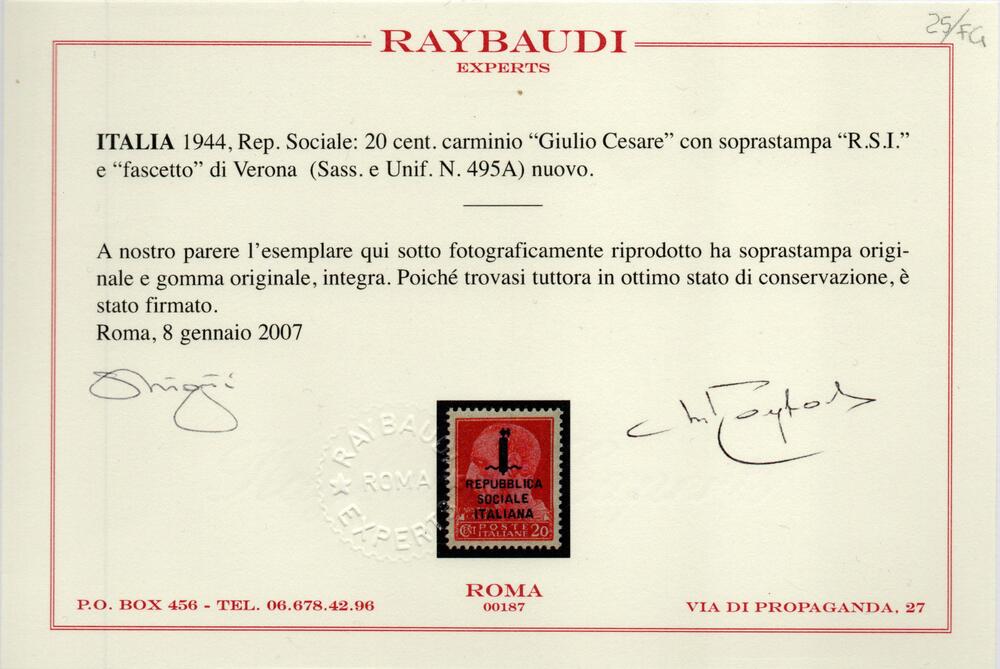 25/FG
RAYBAUDI
EXPERTS
ITALIA 1944, Rep. Sociale: 20 cent. carminio “Giulio Cesare” con soprastampa “R.S.I.”
e “fascetto” di Verona (Sass. e Unif. N. 495A) nuovo.
A nostro parere l’esemplare qui sotto fotograficamente riprodotto ha soprastampa origi-
nale e gomma originale, integra. Poiché trovasi tuttora in ottimo stato di conservazione, è
stato firmato.
Roma, 8 gennaio 2007
RAYBAUDI
ROMA
EXPERTS
REPUBBLICA
SOCIALE
ITALIANA
POSTE
ITALIANE 20
P.O. BOX 456 - TEL. 06.678.42.96
ROMA
00187
VIA DI PROPAGANDA, 27